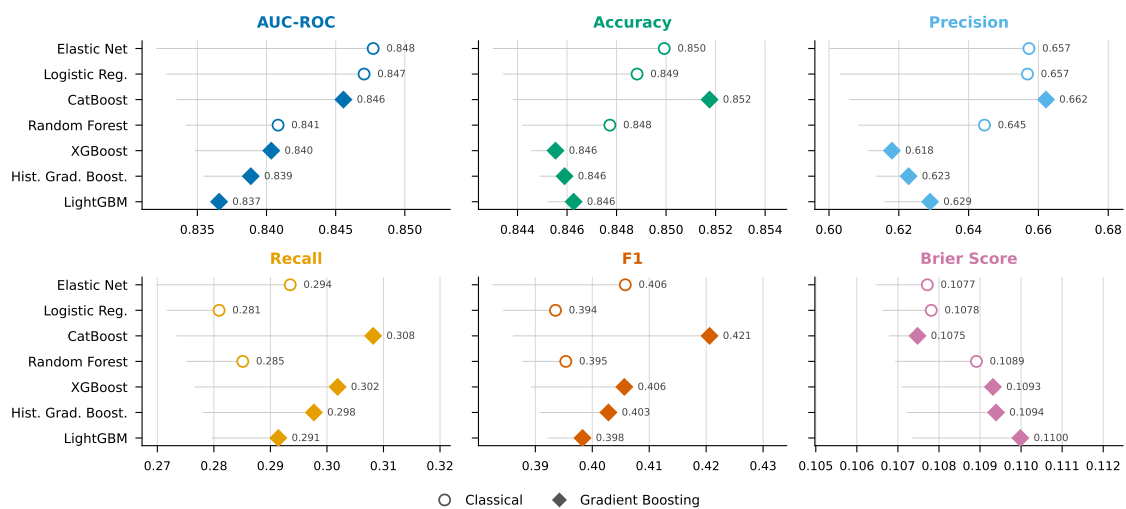 AUC-ROC
Elastic Net 0.848
Logistic Reg. 0.847
CatBoost 0.846
Random Forest 0.841
XGBoost 0.840
Hist. Grad. Boost. 0.839
LightGBM 0.837
0.835 0.840 0.845 0.850
Accuracy
0.850
0.849
0.852
0.848
0.846
0.846
0.846
0.844 0.846 0.848 0.850 0.852 0.854
Precision
0.657
0.657
0.662
0.645
0.618
0.623
0.629
0.60 0.62 0.64 0.66 0.68
Recall
Elastic Net 0.294
Logistic Reg. 0.281
CatBoost 0.308
Random Forest 0.285
XGBoost 0.302
Hist. Grad. Boost. 0.298
LightGBM 0.291
0.27 0.28 0.29 0.30 0.31 0.32
F1
0.406
0.394
0.421
0.395
0.406
0.403
0.398
0.39 0.40 0.41 0.42 0.43
Brier Score
0.1077
0.1078
0.1075
0.1089
0.1093
0.1094
0.1100
0.105 0.106 0.107 0.108 0.109 0.110 0.111 0.112
Classical Gradient Boosting